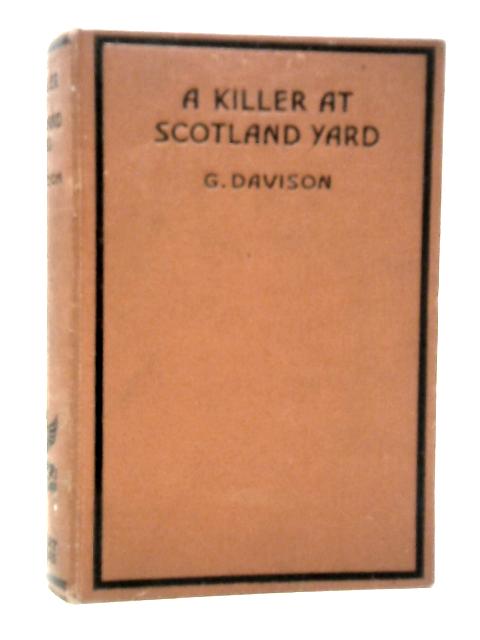 A KILLER AT
SCOTLAND YARD
G. DAVISON